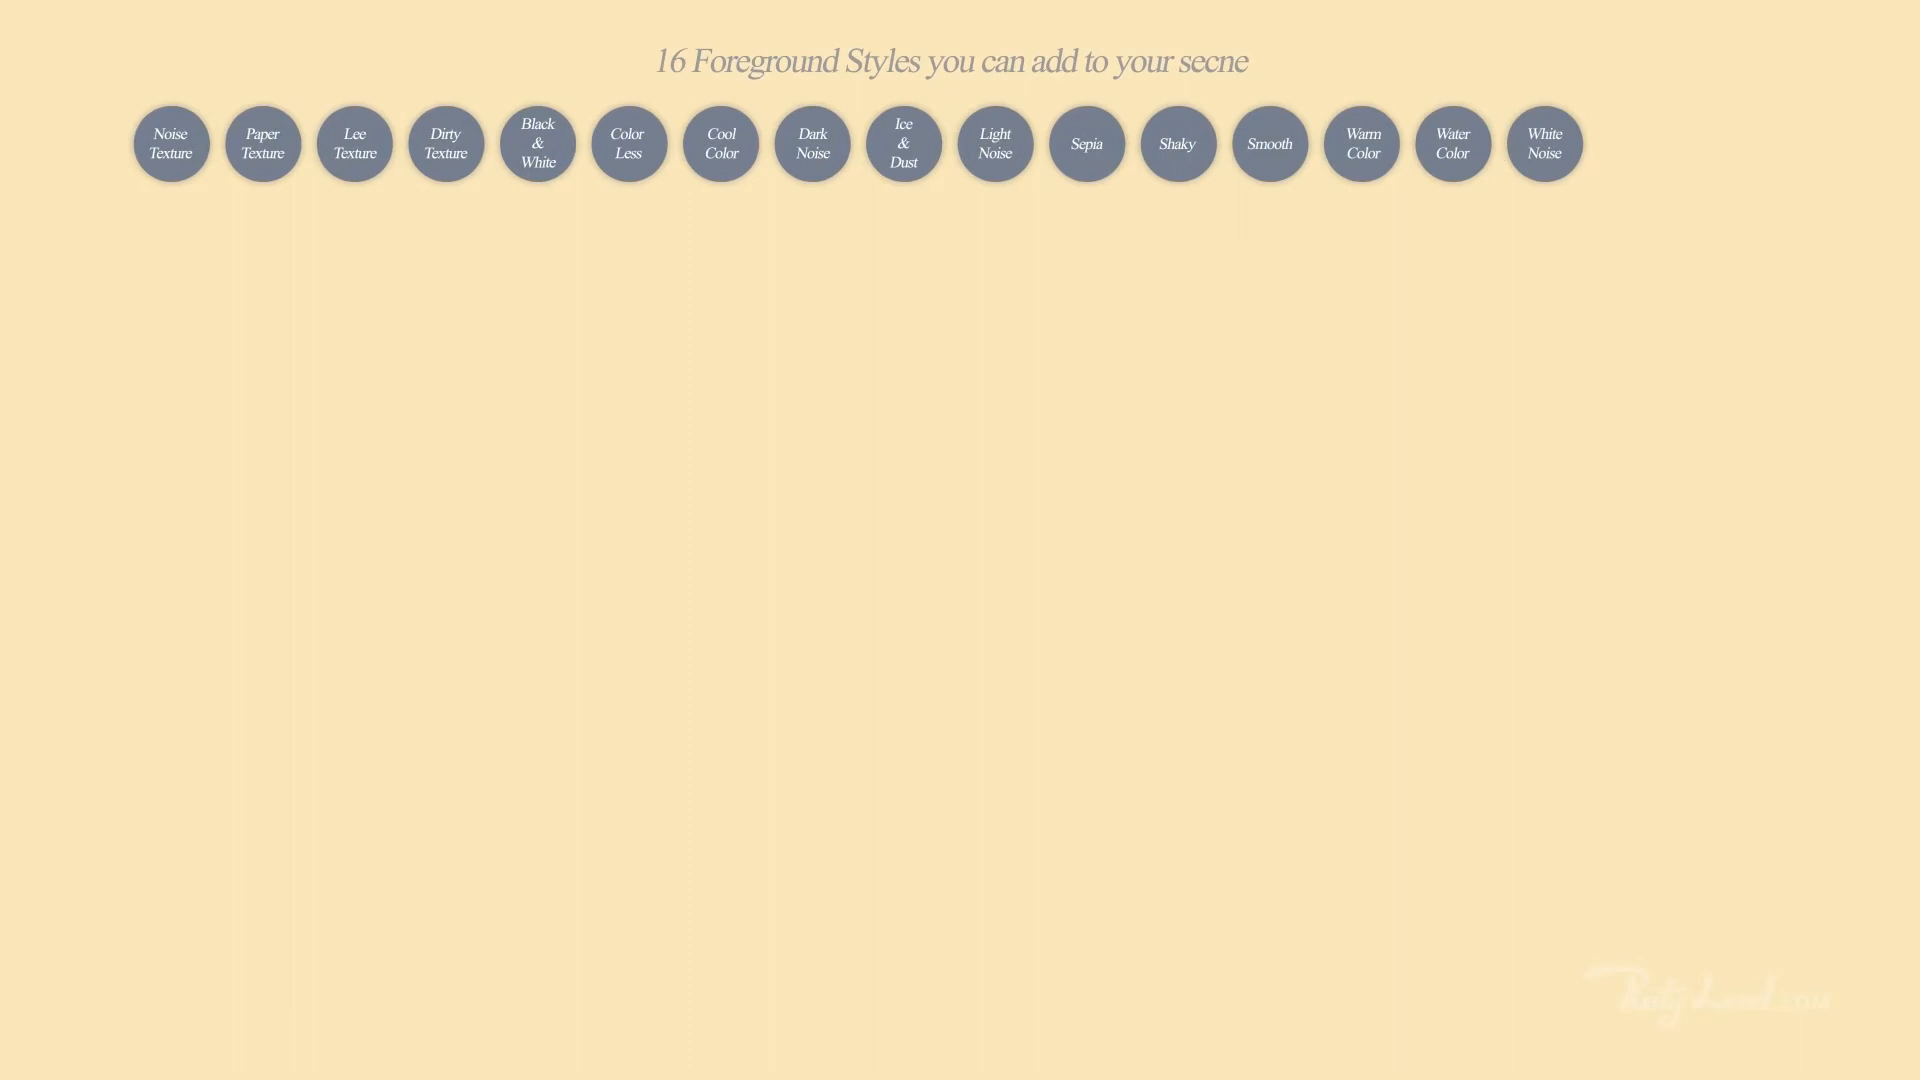 16 Foreground Styles you can add to your secne
Noise
Texture
Paper
Texture
Lee
Texture
Dirty
Texture
Black
&
White
Color
Less
Cool
Color
Dark
Noise
Ice
&
Dust
Light
Noise
Sepia
Shaky
Smooth
Warm
Color
Water
Color
White
Noise